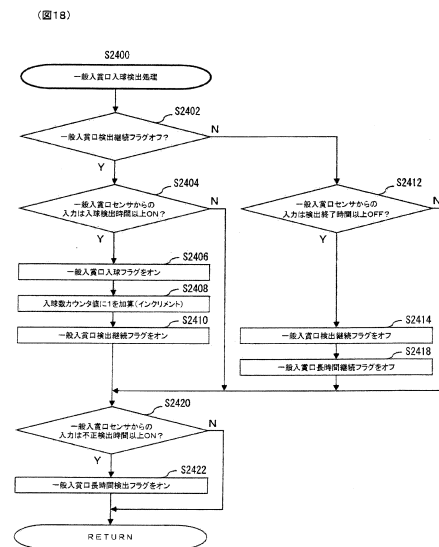 (図18)
S2400
一般入賞口入球検出処理
S2402
一般入賞口検出継続フラグオフ?
N
Y
S2404
一般入賞口センサからの
入力は入球検出時間以上ON?
N
Y
S2412
一般入賞口センサからの
入力は検出終了時間以上OFF?
N
Y
S2406
一般入賞口入球フラグをオン
S2408
入球数カウンタ値に1を加算(インクリメント)
S2410
一般入賞口検出継続フラグをオン
S2414
一般入賞口検出継続フラグをオフ
S2418
一般入賞口長時間継続フラグをオフ
S2420
一般入賞口センサからの
入力は不正検出時間以上ON?
N
Y
S2422
一般入賞口長時間検出フラグをオン
RETURN